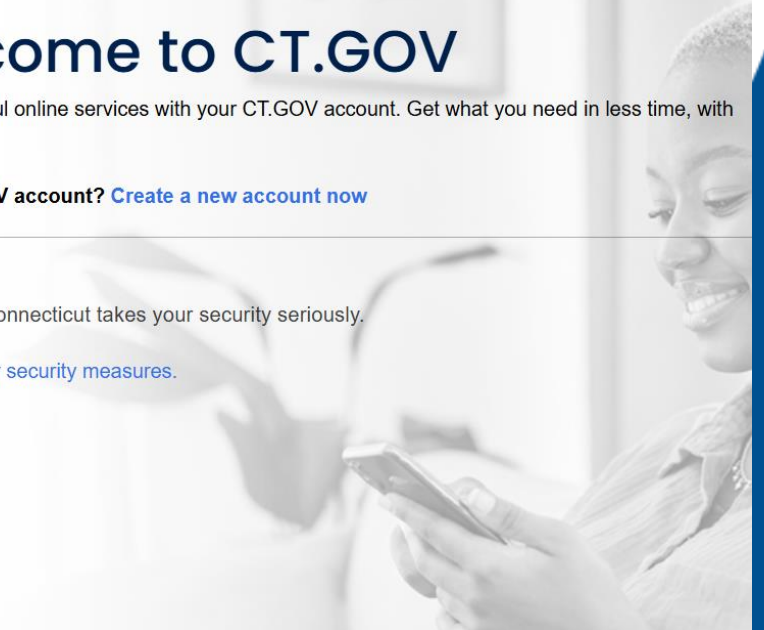 come to CT.GOV
ul online services with your CT.GOV account. Get what you need in less time, with
V account? Create a new account now
onnecticut takes your security seriously.
r security measures.